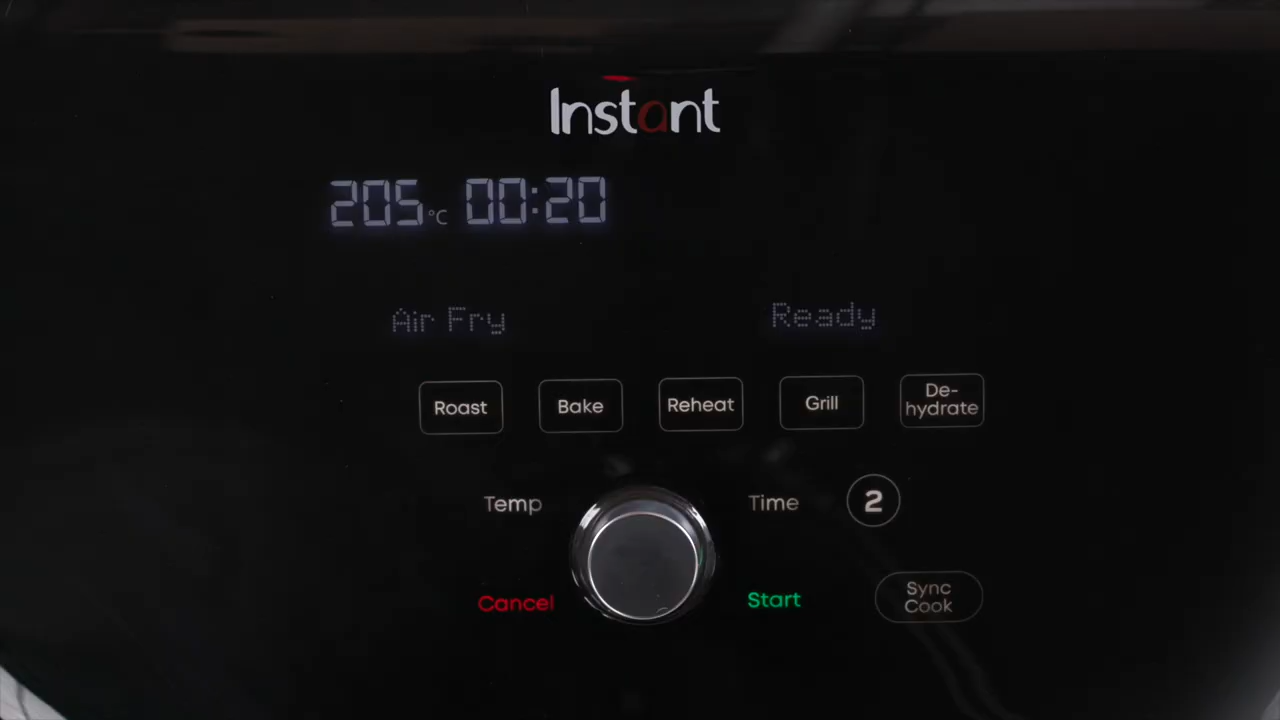 Instant
205°C 00:20
Air Fry Ready
Roast Bake Reheat Grill De-
hydrate
Temp Time 2
Cancel Start Sync
Cook